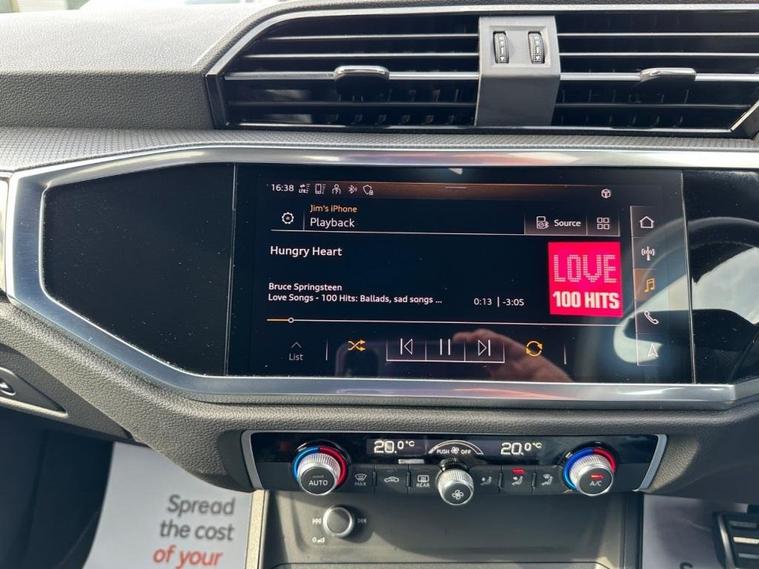 16:38
Jim's iPhone
Playback
Source
Hungry Heart
LOVE
100 HITS
Bruce Springsteen
Love Songs - 100 Hits: Ballads, sad songs ...
0:13 | -3:05
List
20.0°C
PUSH OFF
20.0°C
AUTO
MAX
REAR
A/C
Spread
the cost
of your